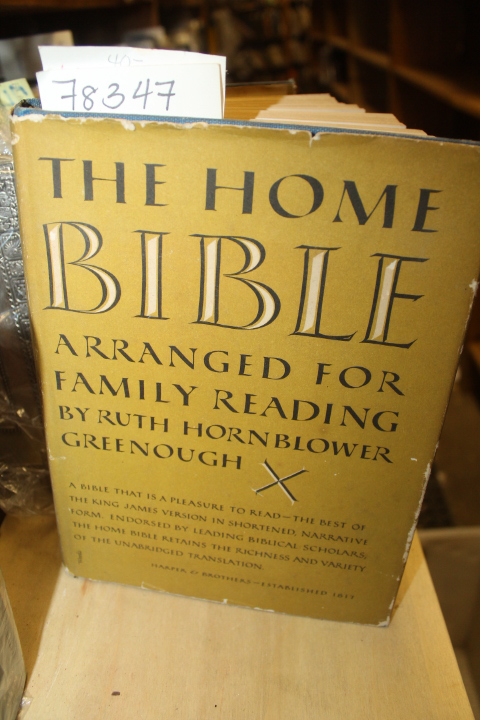 78347
THE HOME
BIBLE
ARRANGED FOR
FAMILY READING
BY RUTH HORNBLOWER
GREENOUGH
A BIBLE THAT IS A PLEASURE TO READ—THE BEST OF
THE KING JAMES VERSION IN SHORTENED, NARRATIVE
FORM. ENDORSED BY LEADING BIBLICAL SCHOLARS;
THE HOME BIBLE RETAINS THE RICHNESS AND VARIETY
OF THE UNABRIDGED TRANSLATION.
HARPER & BROTHERS—ESTABLISHED 1817